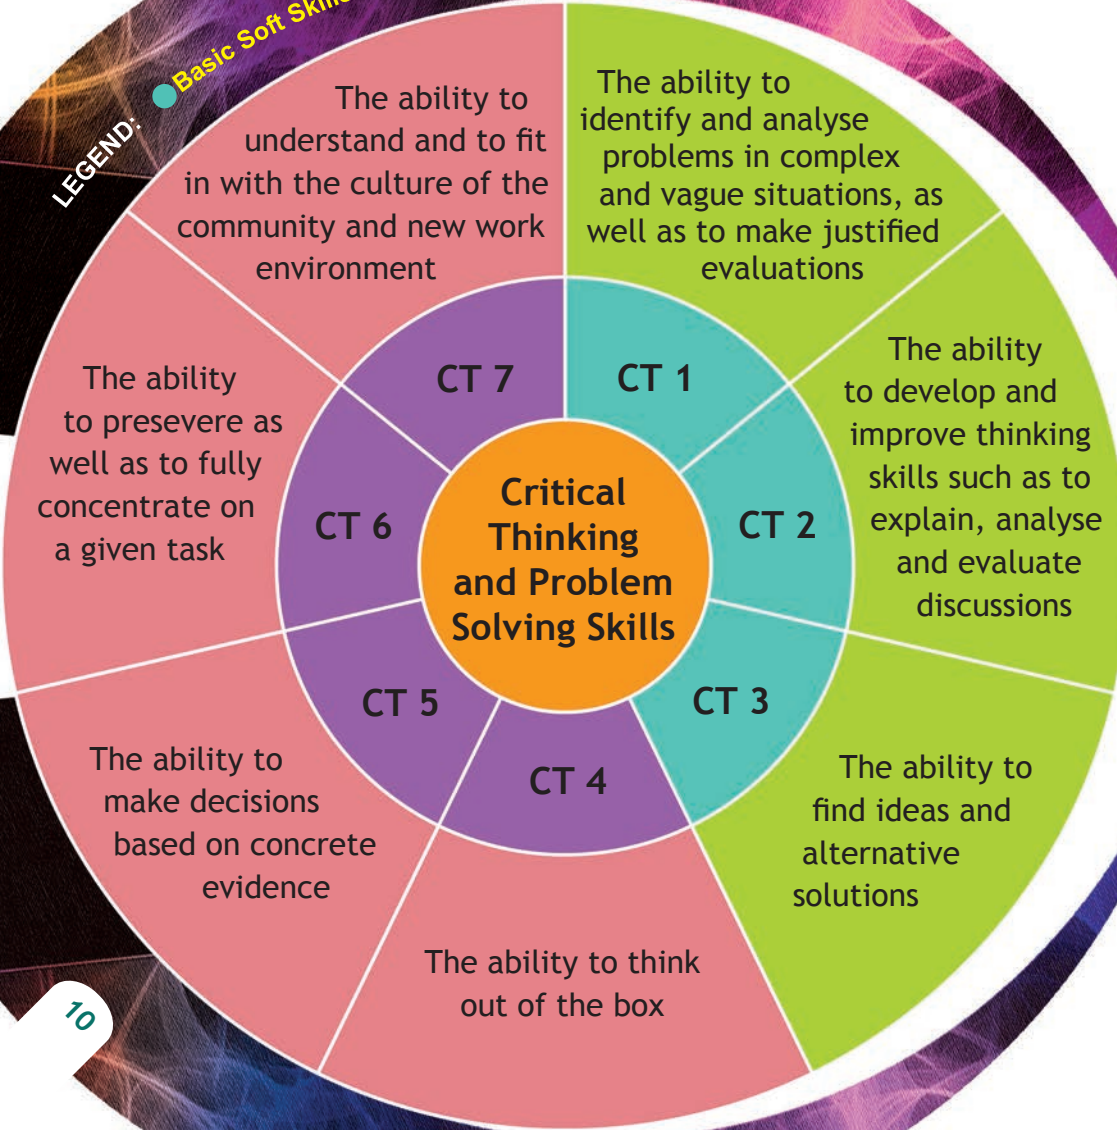 LEGEND:
Basic Soft Skills
The ability to
identify and analyse
problems in complex
and vague situations, as
well as to make justified
evaluations
The ability
to develop and
improve thinking
skills such as to
explain, analyse
and evaluate
discussions
The ability to
find ideas and
alternative
solutions
The ability to think
out of the box
The ability to
make decisions
based on concrete
evidence
The ability
to presevere as
well as to fully
concentrate on
a given task
The ability to
understand and to fit
in with the culture of the
community and new work
environment
CT 1
CT 2
CT 3
CT 4
CT 5
CT 6
CT 7
Critical
Thinking
and Problem
Solving Skills
10